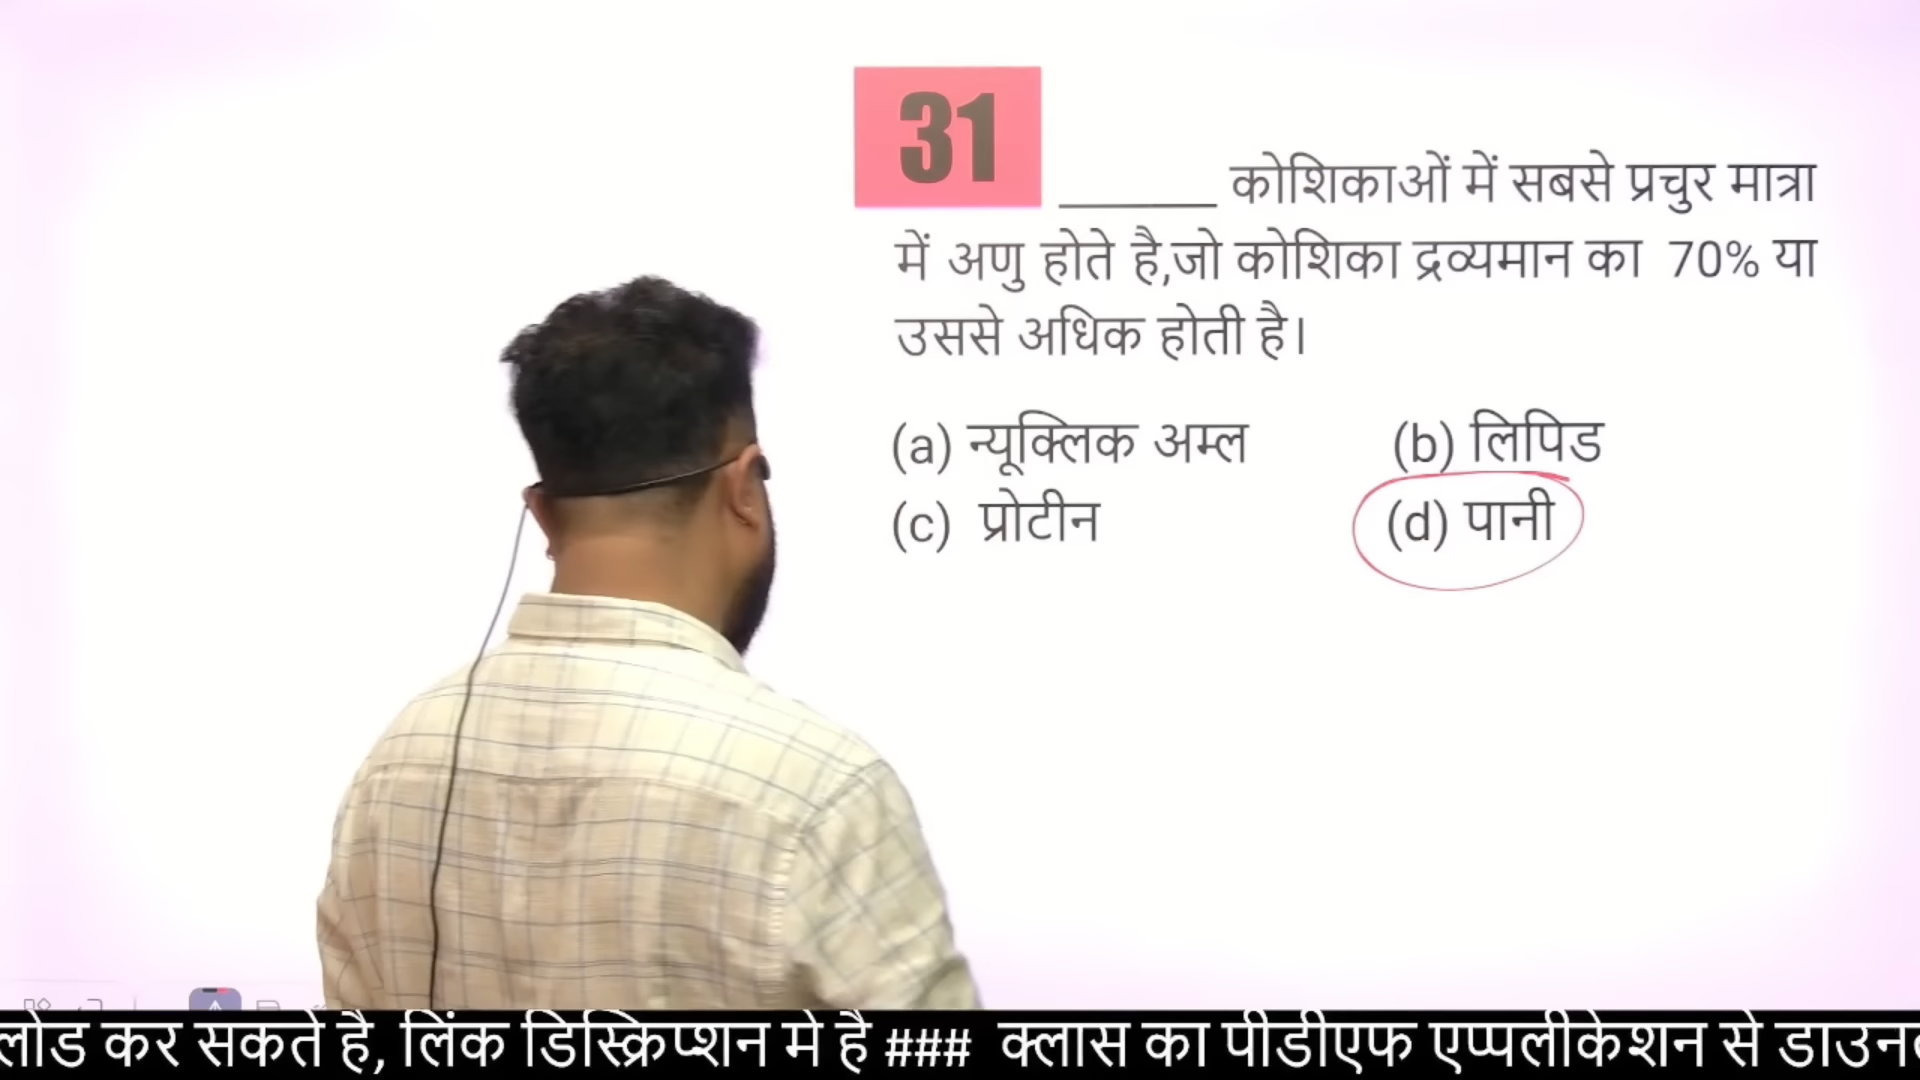 31
______ कोशिकाओं में सबसे प्रचुर मात्रा
में अणु होते है,जो कोशिका द्रव्यमान का 70% या
उससे अधिक होती है।
(a) न्यूक्लिक अम्ल (b) लिपिड
(c) प्रोटीन (d) पानी
लोड कर सकते है, लिंक डिस्क्रिप्शन मे है ### क्लास का पीडीएफ एप्पलीकेशन से डाउन